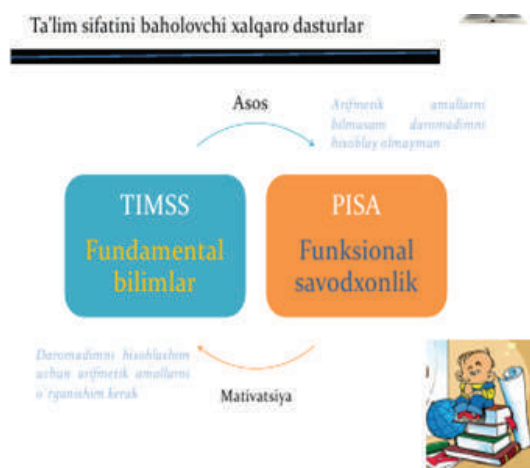 Ta'lim sifatini baholovchi xalqaro dasturlar
Asos
Arifmetik amallarni
bilmasam daromadimni
hisoblay olmayman
TIMSS
Fundamental
bilimlar
PISA
Funksional
savodxonlik
Daromadimni hisoblashim
uchun arifmetik amallarni
o`rganishim kerak
Mativatsiya